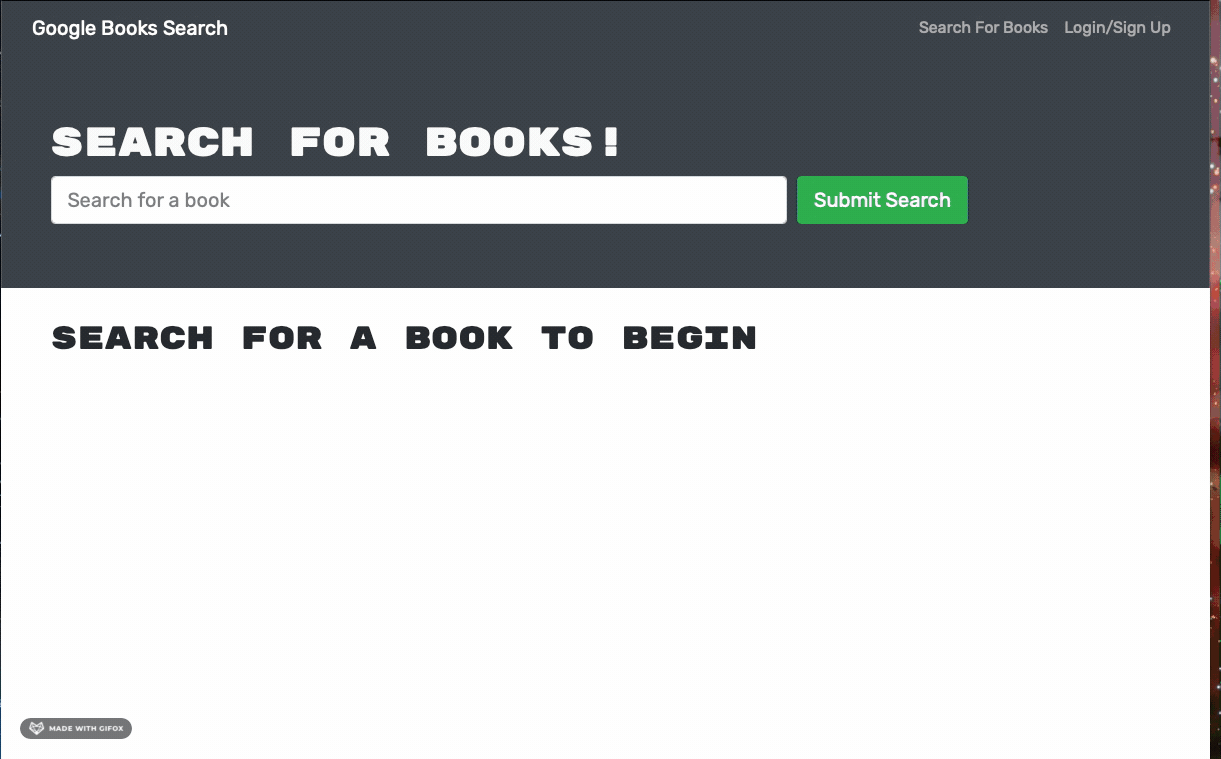 Google Books Search
Search For Books
Login/Sign Up
SEARCH FOR BOOKS!
Search for a book
Submit Search
SEARCH FOR A BOOK TO BEGIN
MADE WITH GIFOX